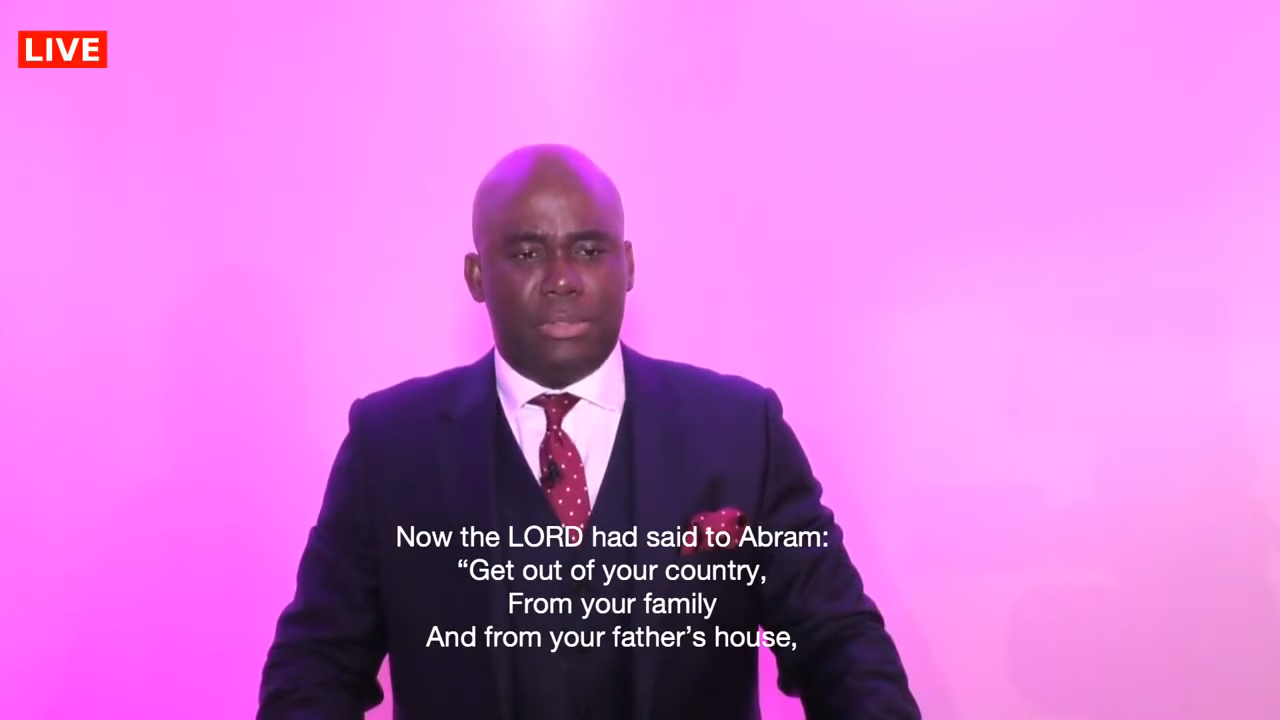 LIVE
Now the LORD had said to Abram:
“Get out of your country,
From your family
And from your father’s house,